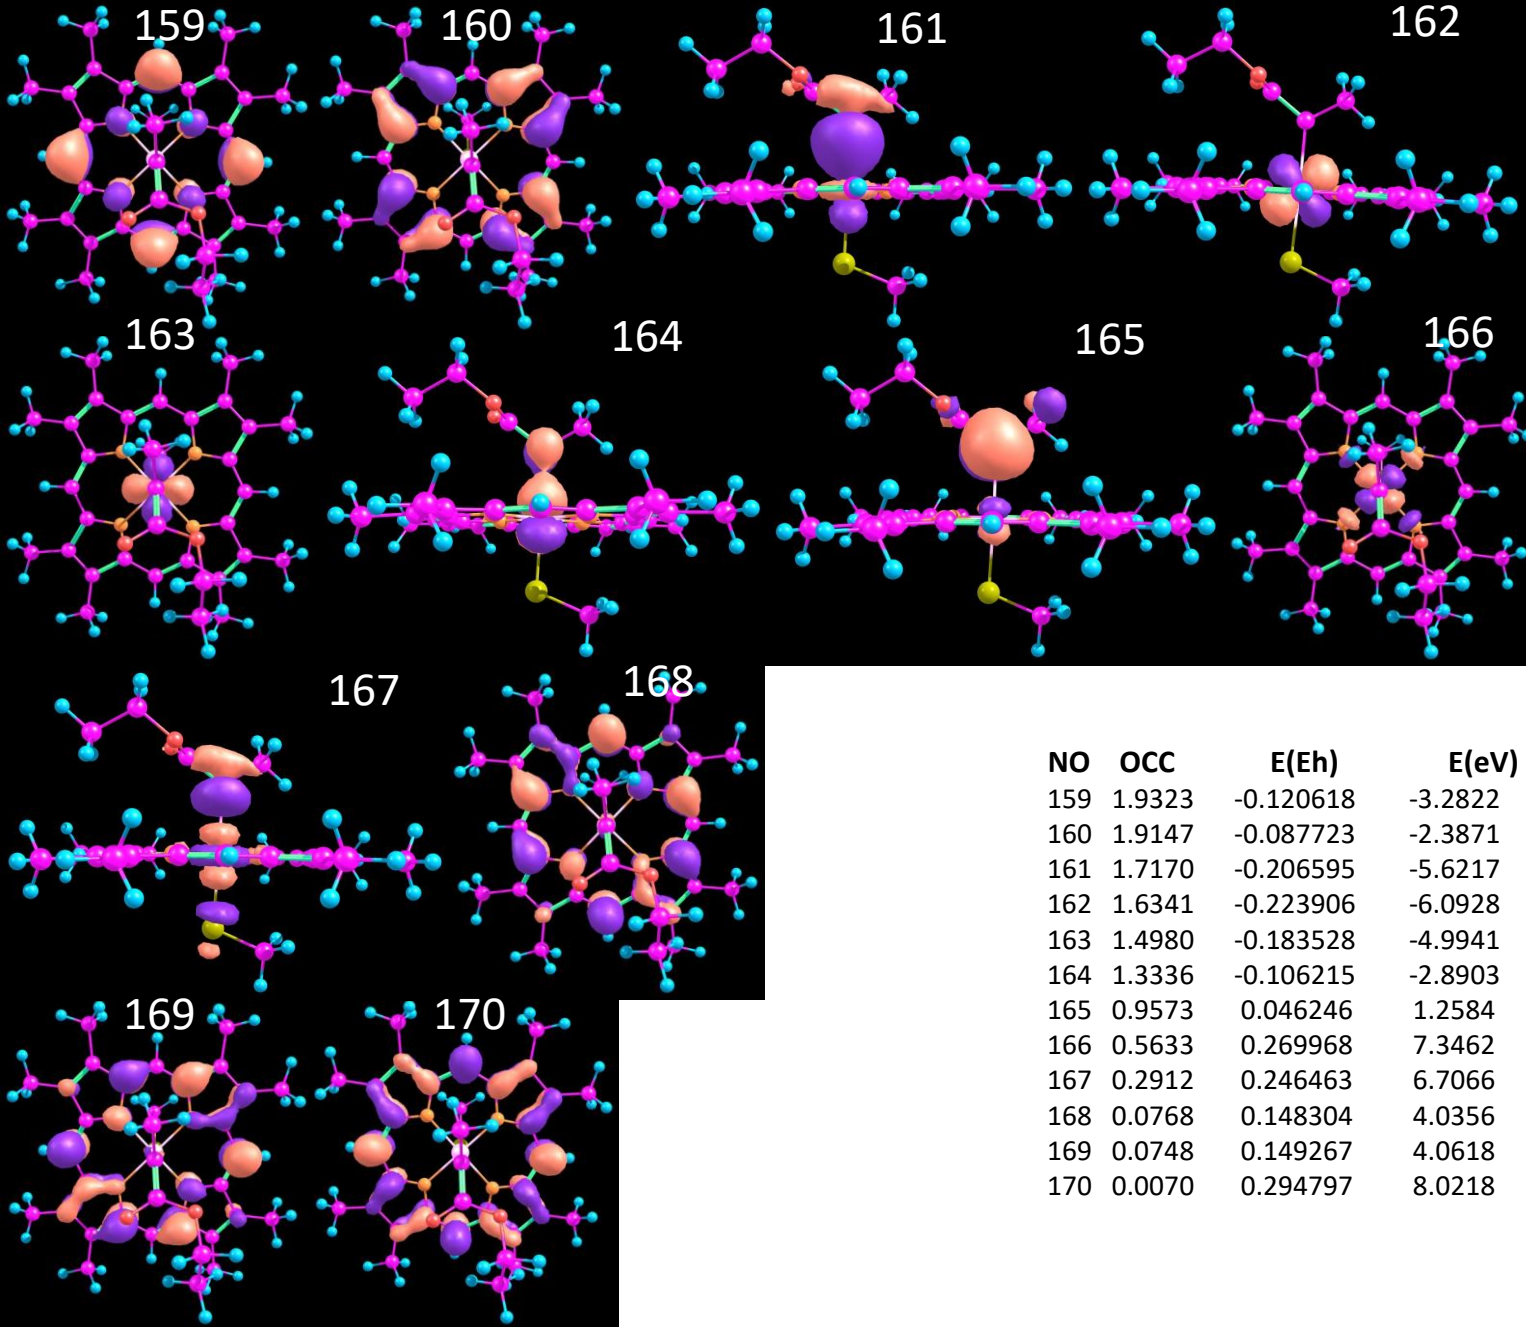 159 160 161 162
163 164 165 166
167 168
169 170
NO OCC E(Eh) E(eV)
159 1.9323 -0.120618 -3.2822
160 1.9147 -0.087723 -2.3871
161 1.7170 -0.206595 -5.6217
162 1.6341 -0.223906 -6.0928
163 1.4980 -0.183528 -4.9941
164 1.3336 -0.106215 -2.8903
165 0.9573 0.046246 1.2584
166 0.5633 0.269968 7.3462
167 0.2912 0.246463 6.7066
168 0.0768 0.148304 4.0356
169 0.0748 0.149267 4.0618
170 0.0070 0.294797 8.0218